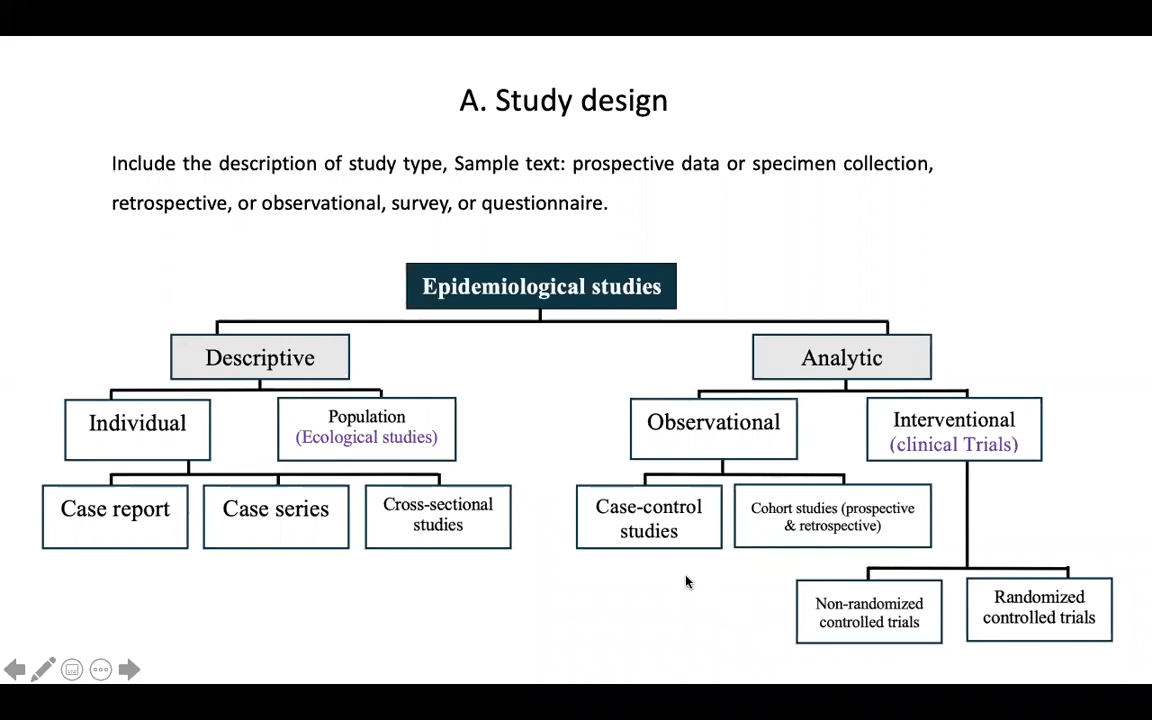 A. Study design
Include the description of study type, Sample text: prospective data or specimen collection,
retrospective, or observational, survey, or questionnaire.
Epidemiological studies
Descriptive
Analytic
Individual
Population
(Ecological studies)
Observational
Interventional
(clinical Trials)
Case report
Case series
Cross-sectional
studies
Case-control
studies
Cohort studies (prospective
& retrospective)
Non-randomized
controlled trials
Randomized
controlled trials